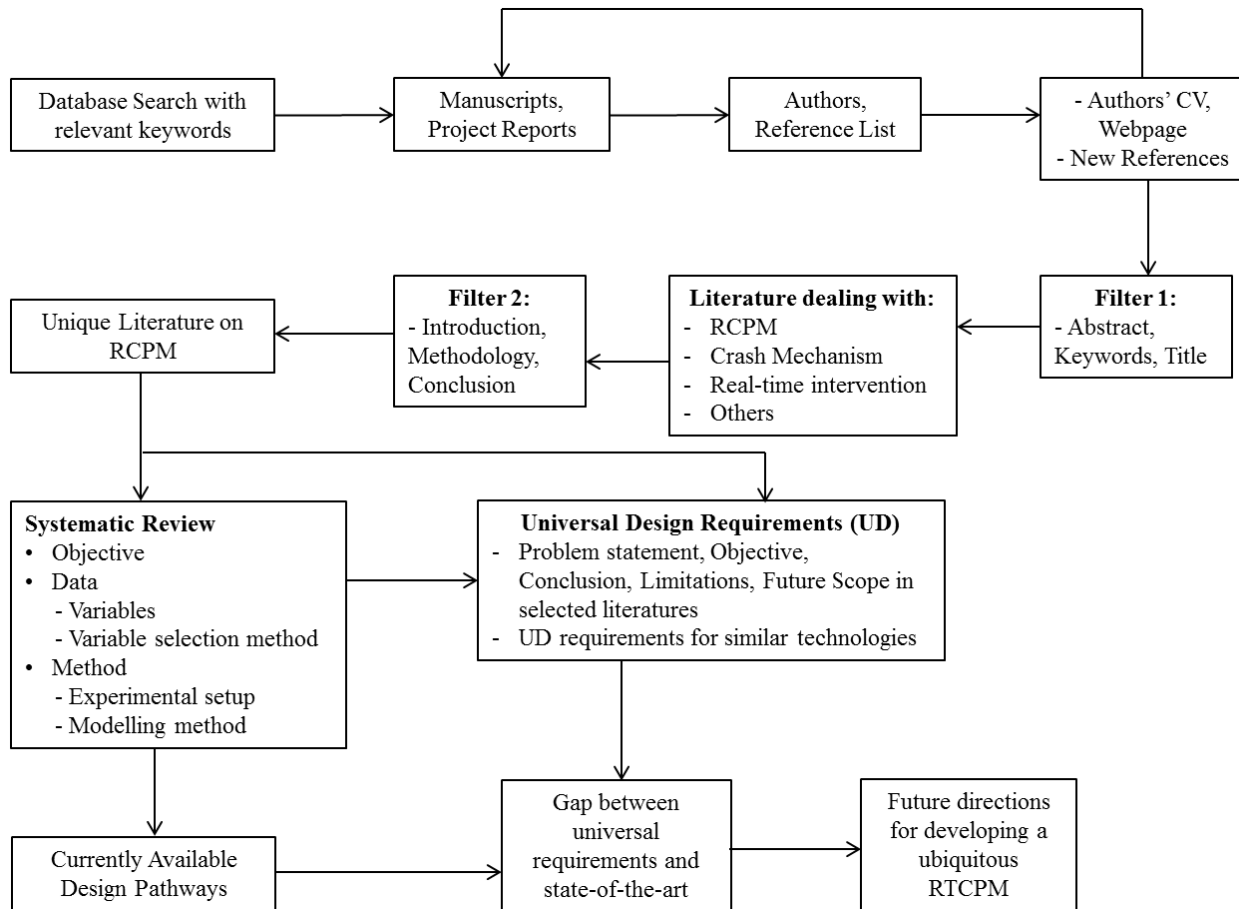 Database Search with
relevant keywords
Manuscripts,
Project Reports
Authors,
Reference List
- Authors’ CV,
Webpage
- New References
Filter 1:
- Abstract,
Keywords, Title
Literature dealing with:
- RCPM
- Crash Mechanism
- Real-time intervention
- Others
Filter 2:
- Introduction,
Methodology,
Conclusion
Unique Literature on
RCPM
Systematic Review
• Objective
• Data
- Variables
- Variable selection method
• Method
- Experimental setup
- Modelling method
Universal Design Requirements (UD)
- Problem statement, Objective,
Conclusion, Limitations, Future Scope in
selected literatures
- UD requirements for similar technologies
Currently Available
Design Pathways
Gap between
universal
requirements and
state-of-the-art
Future directions
for developing a
ubiquitous
RTCPM